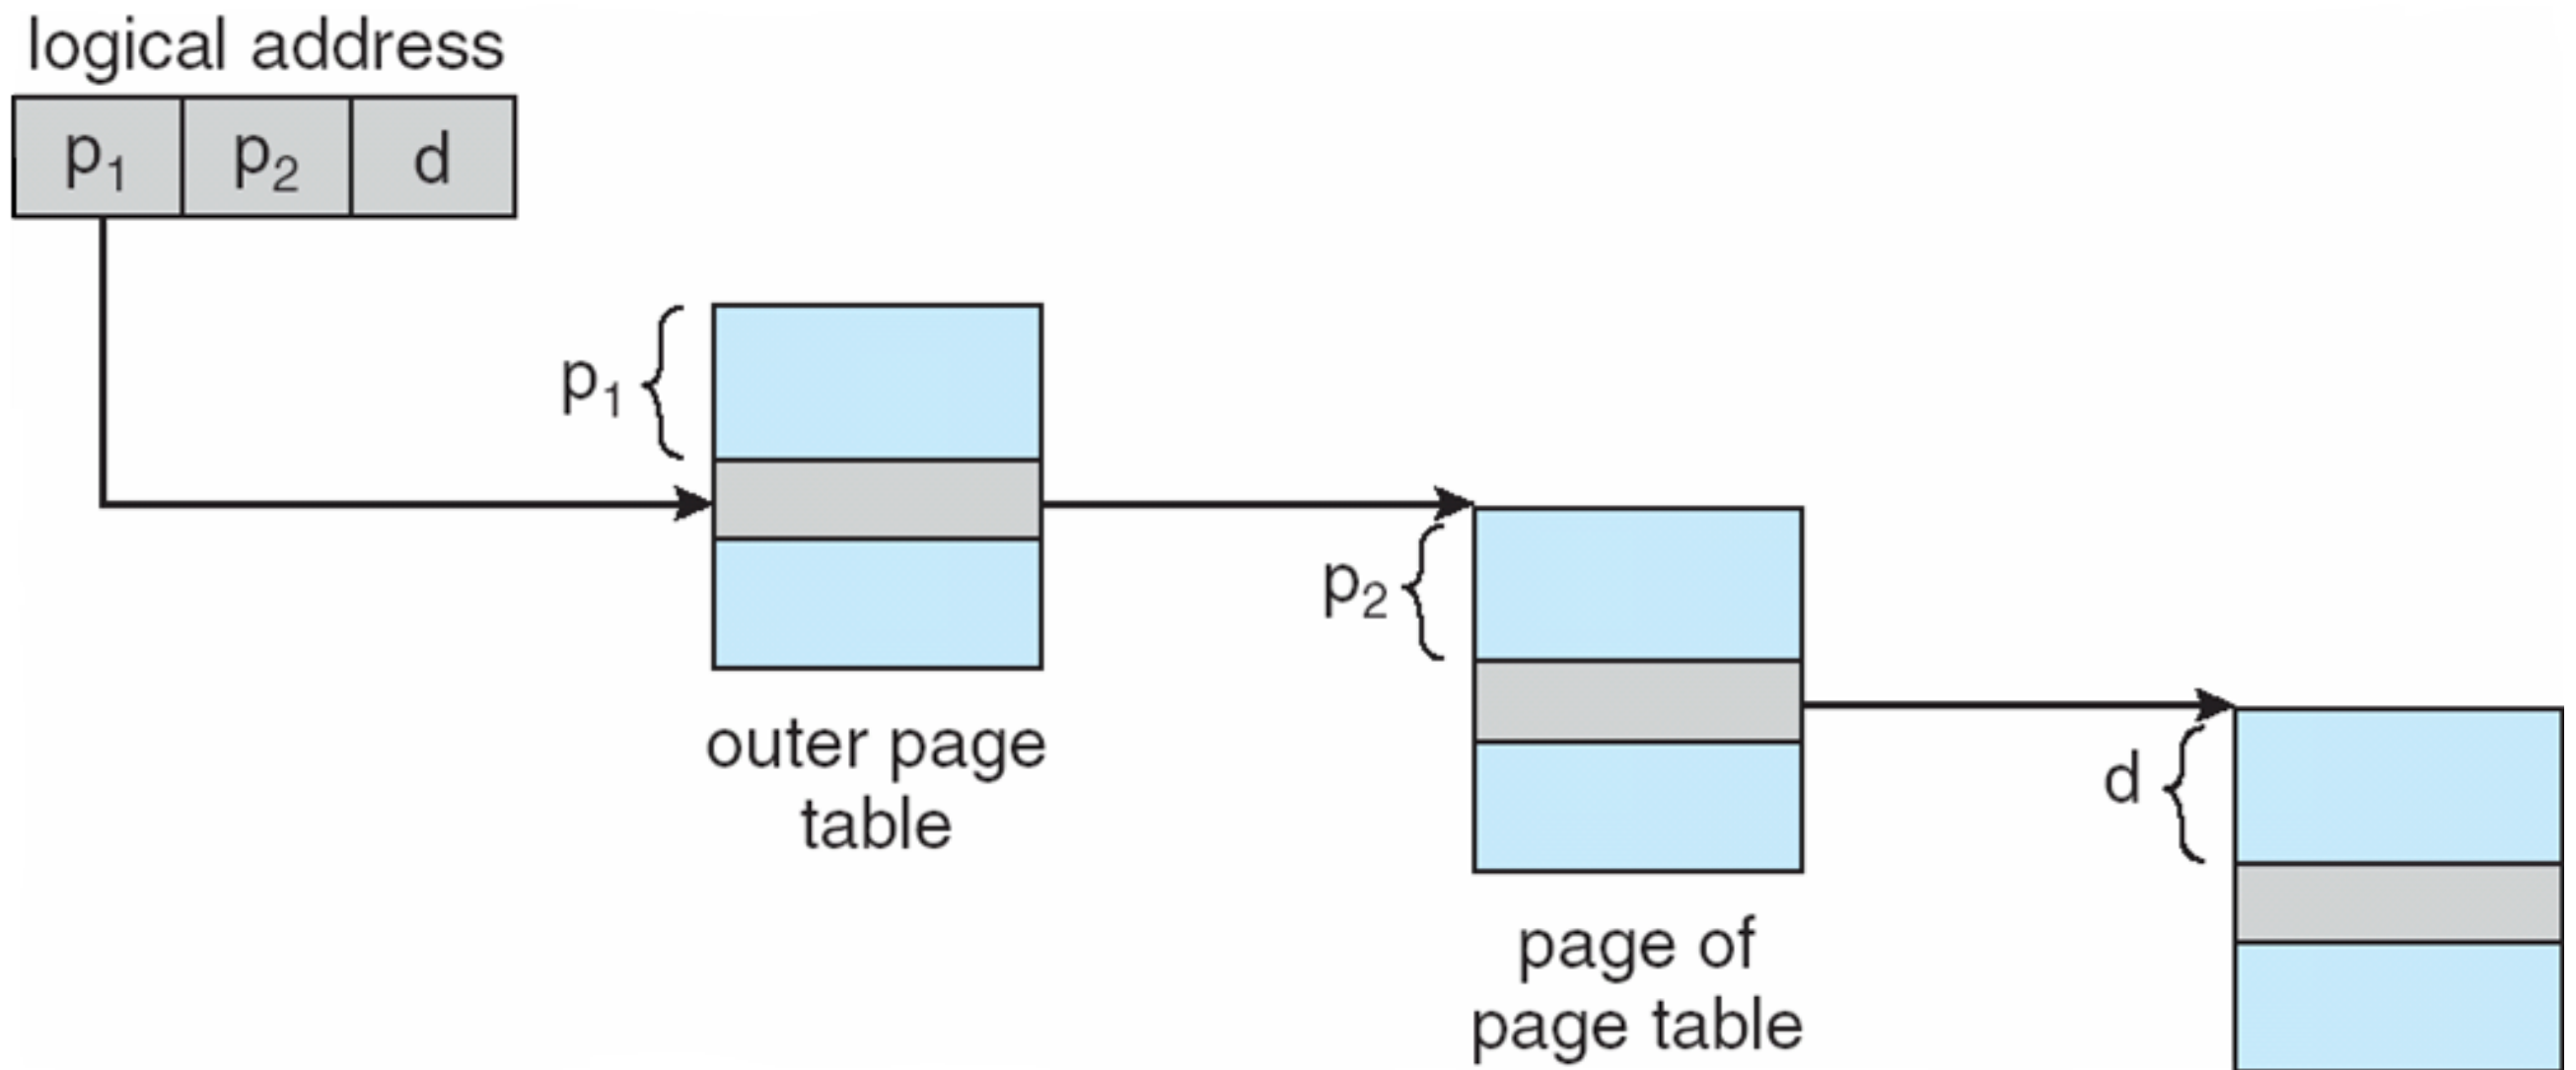 logical address
p₁ p₂ d
p₁
p₂
d
outer page
table
page of
page table